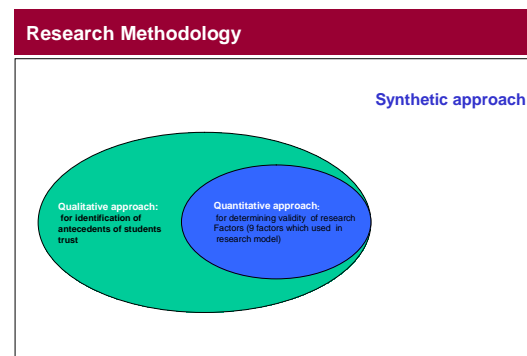 Research Methodology
Synthetic approach
Qualitative approach:
for identification of
antecedents of students
trust
Quantitative approach:
for determining validity of research
Factors (9 factors which used in
research model)